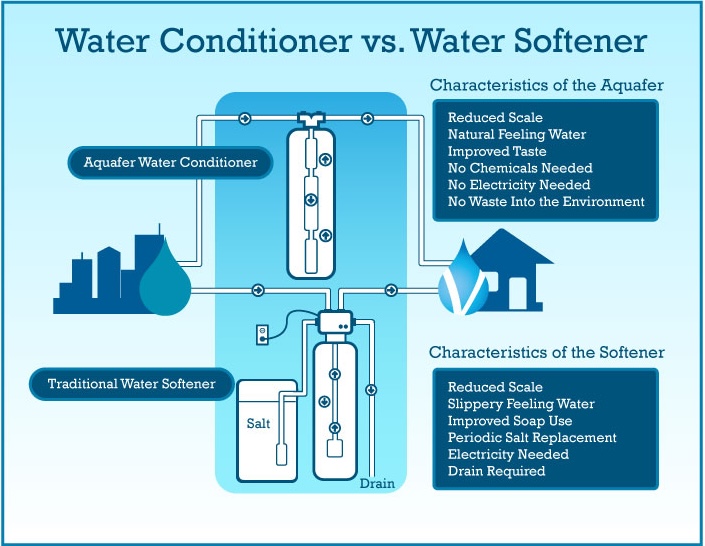 Water Conditioner vs. Water Softener
Characteristics of the Aquafer
Reduced Scale
Natural Feeling Water
Improved Taste
No Chemicals Needed
No Electricity Needed
No Waste Into the Environment
Aquafer Water Conditioner
Traditional Water Softener
Salt
Drain
Characteristics of the Softener
Reduced Scale
Slippery Feeling Water
Improved Soap Use
Periodic Salt Replacement
Electricity Needed
Drain Required